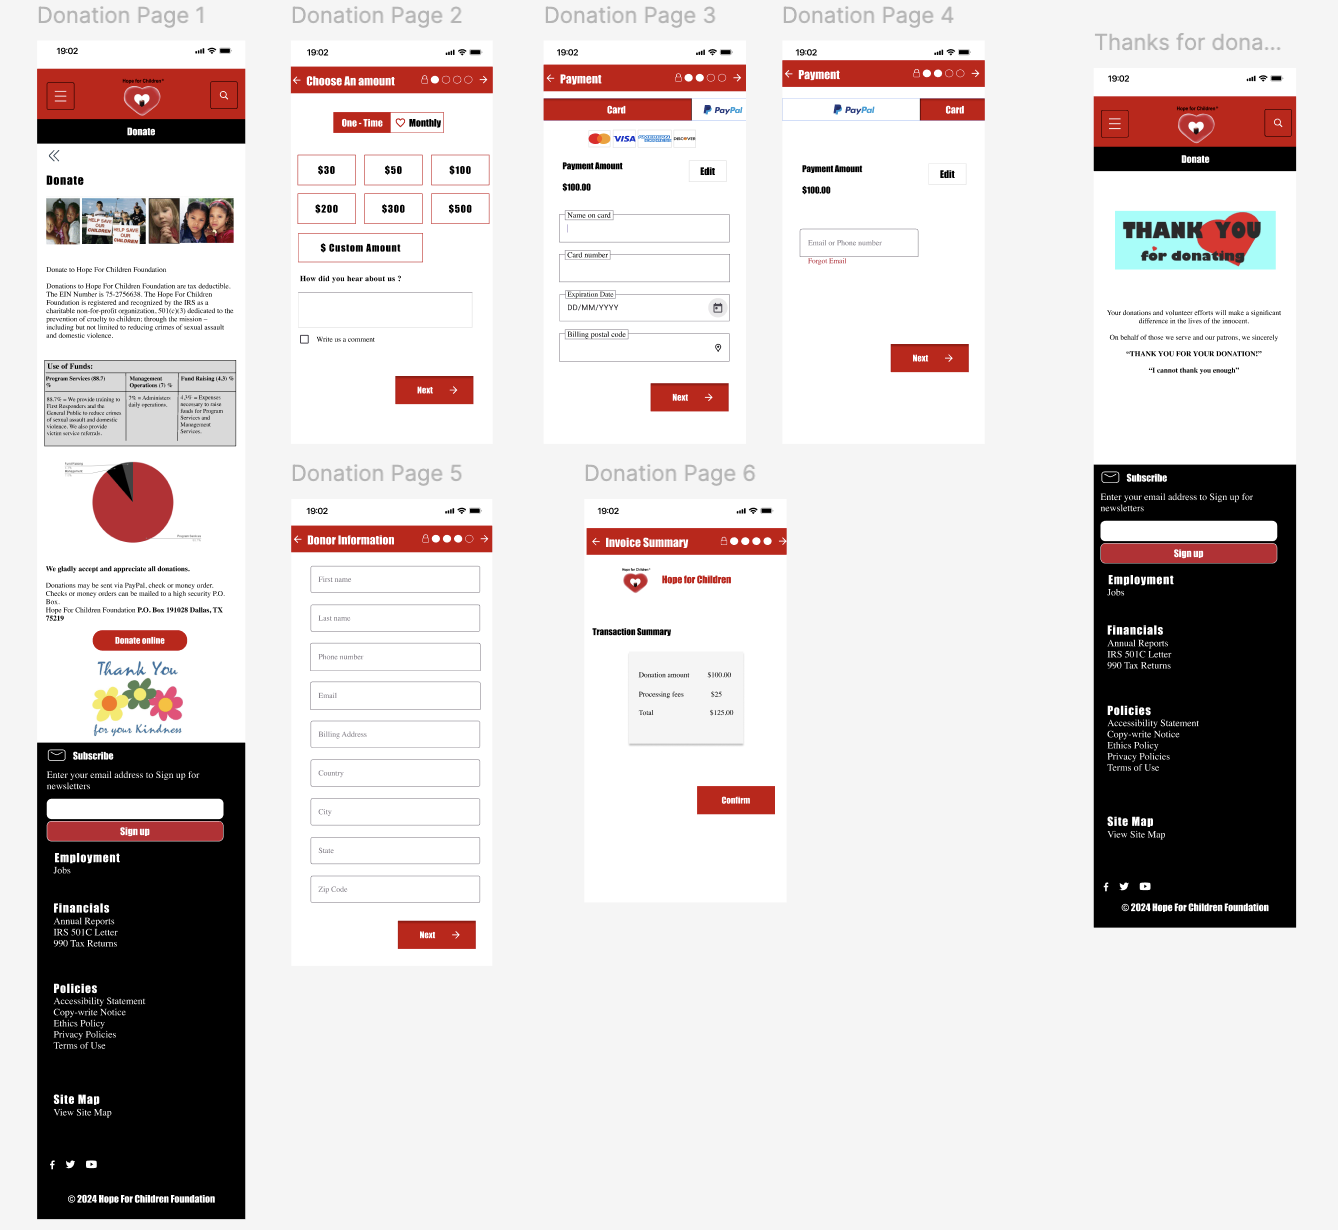 Donation Page 1
19:02
Hope for Children
Donate
Donate
HELP SAVE OUR CHILDREN
HELP SAVE OUR CHILDREN
Donate to Hope For Children Foundation
Donations to Hope For Children Foundation are tax deductible.
The EIN Number is 75-2756638. The Hope For Children
Foundation is registered and recognized by the IRS as a
charitable non-for-profit organization, 501(c)(3) dedicated to the
prevention of cruelty to children; through the mission –
including but not limited to reducing crimes of sexual assault
and domestic violence.
Use of Funds:
Program Services (88.7)
%
Management
Operations (7) %
Fund Raising (4.3) %
88.7% = We provide training to
First Responders and the
General Public to reduce crimes
of sexual assault and domestic
violence. We also provide
victim service referrals.
7% = Administers
daily operations.
4.3% = Expenses
necessary to raise
funds for Program
Services and
Management
Services.
Fund Raising
Management
Program Services
We gladly accept and appreciate all donations.
Donations may be sent via PayPal, check or money order.
Checks or money orders can be mailed to a high security P.O.
Box.
Hope For Children Foundation P.O. Box 191028 Dallas, TX
75219
Donate online
Thank You
for your Kindness
Subscribe
Enter your email address to Sign up for
newsletters
Sign up
Employment
Jobs
Financials
Annual Reports
IRS 501C Letter
990 Tax Returns
Policies
Accessibility Statement
Copy-write Notice
Ethics Policy
Privacy Policies
Terms of Use
Site Map
View Site Map
© 2024 Hope For Children Foundation
Donation Page 2
19:02
Choose An amount
One - Time
Monthly
$30
$50
$100
$200
$300
$500
$ Custom Amount
How did you hear about us ?
Write us a comment
Next
Donation Page 3
19:02
Payment
Card
PayPal
VISA
AMERICAN EXPRESS
DISCOVER
Payment Amount
$100.00
Edit
Name on card
Card number
Expiration Date
DD/MM/YYYY
Billing postal code
Next
Donation Page 4
19:02
Payment
PayPal
Card
Payment Amount
$100.00
Edit
Email or Phone number
Forgot Email
Next
Donation Page 5
19:02
Donor Information
First name
Last name
Phone number
Email
Billing Address
Country
City
State
Zip Code
Next
Donation Page 6
19:02
Invoice Summary
Hope for Children
Hope for Children
Transaction Summary
Donation amount $100.00
Processing fees $25
Total $125.00
Confirm
Thanks for dona...
19:02
Hope for Children
Donate
THANK YOU
for donating
Your donations and volunteer efforts will make a significant
difference in the lives of the innocent.
On behalf of those we serve and our patrons, we sincerely
“THANK YOU FOR YOUR DONATION!”
“I cannot thank you enough”
Subscribe
Enter your email address to Sign up for
newsletters
Sign up
Employment
Jobs
Financials
Annual Reports
IRS 501C Letter
990 Tax Returns
Policies
Accessibility Statement
Copy-write Notice
Ethics Policy
Privacy Policies
Terms of Use
Site Map
View Site Map
© 2024 Hope For Children Foundation